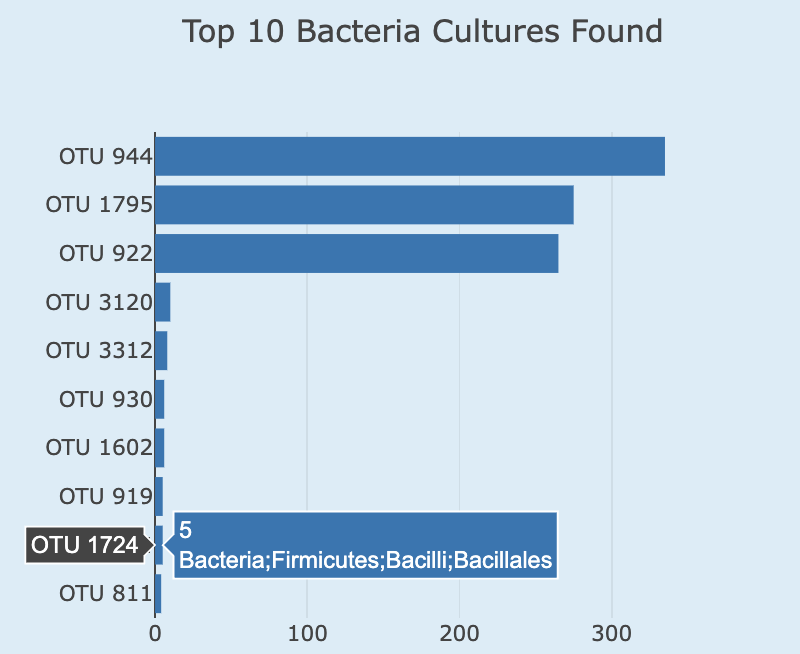 Top 10 Bacteria Cultures Found
OTU 944
OTU 1795
OTU 922
OTU 3120
OTU 3312
OTU 930
OTU 1602
OTU 919
OTU 1724
5
Bacteria;Firmicutes;Bacilli;Bacillales
OTU 811
0 100 200 300